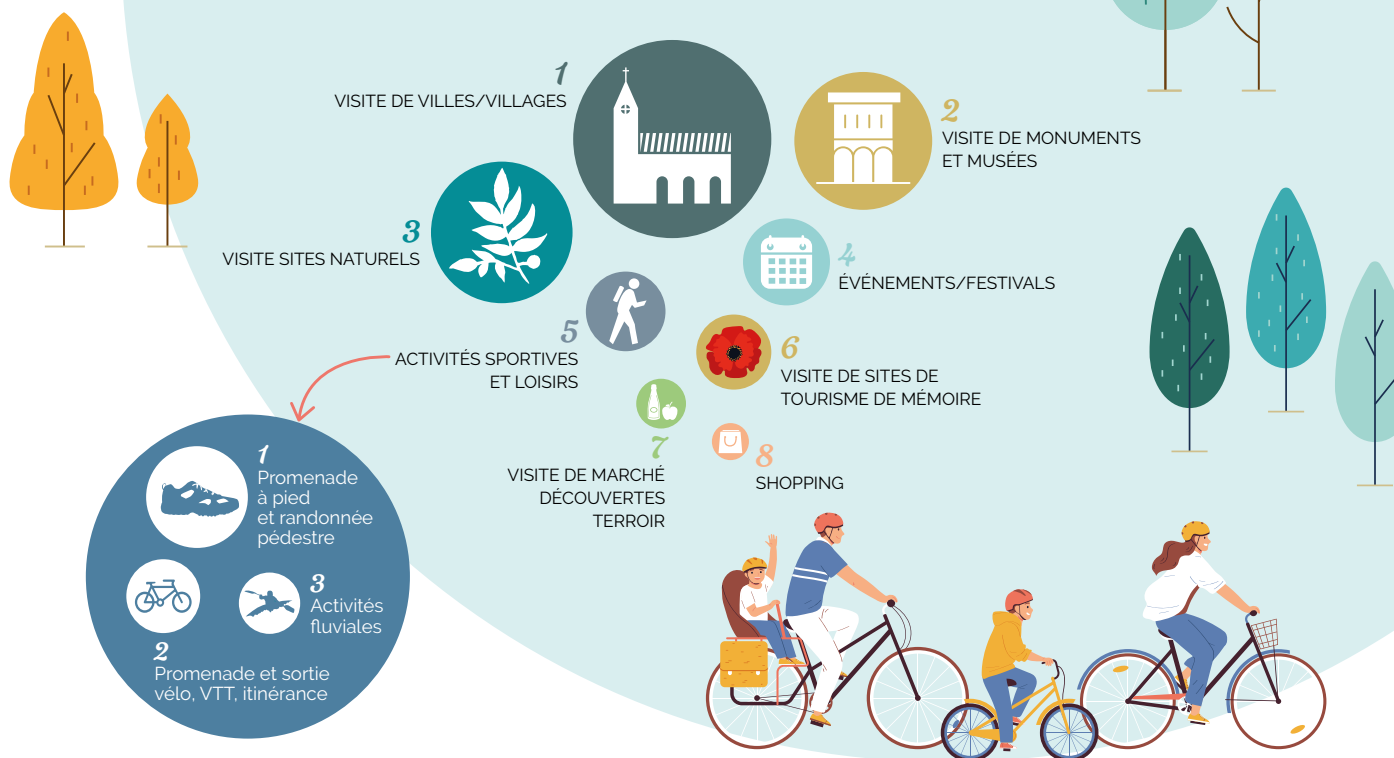 1
VISITE DE VILLES/VILLAGES
2
VISITE DE MONUMENTS
ET MUSÉES
3
VISITE SITES NATURELS
4
ÉVÉNEMENTS/FESTIVALS
5
ACTIVITÉS SPORTIVES
ET LOISIRS
6
VISITE DE SITES DE
TOURISME DE MÉMOIRE
7
VISITE DE MARCHÉ
DÉCOUVERTES
TERROIR
8
SHOPPING
1
Promenade
à pied
et randonnée
pédestre
2
Promenade et sortie
vélo, VTT, itinérance
3
Activités
fluviales